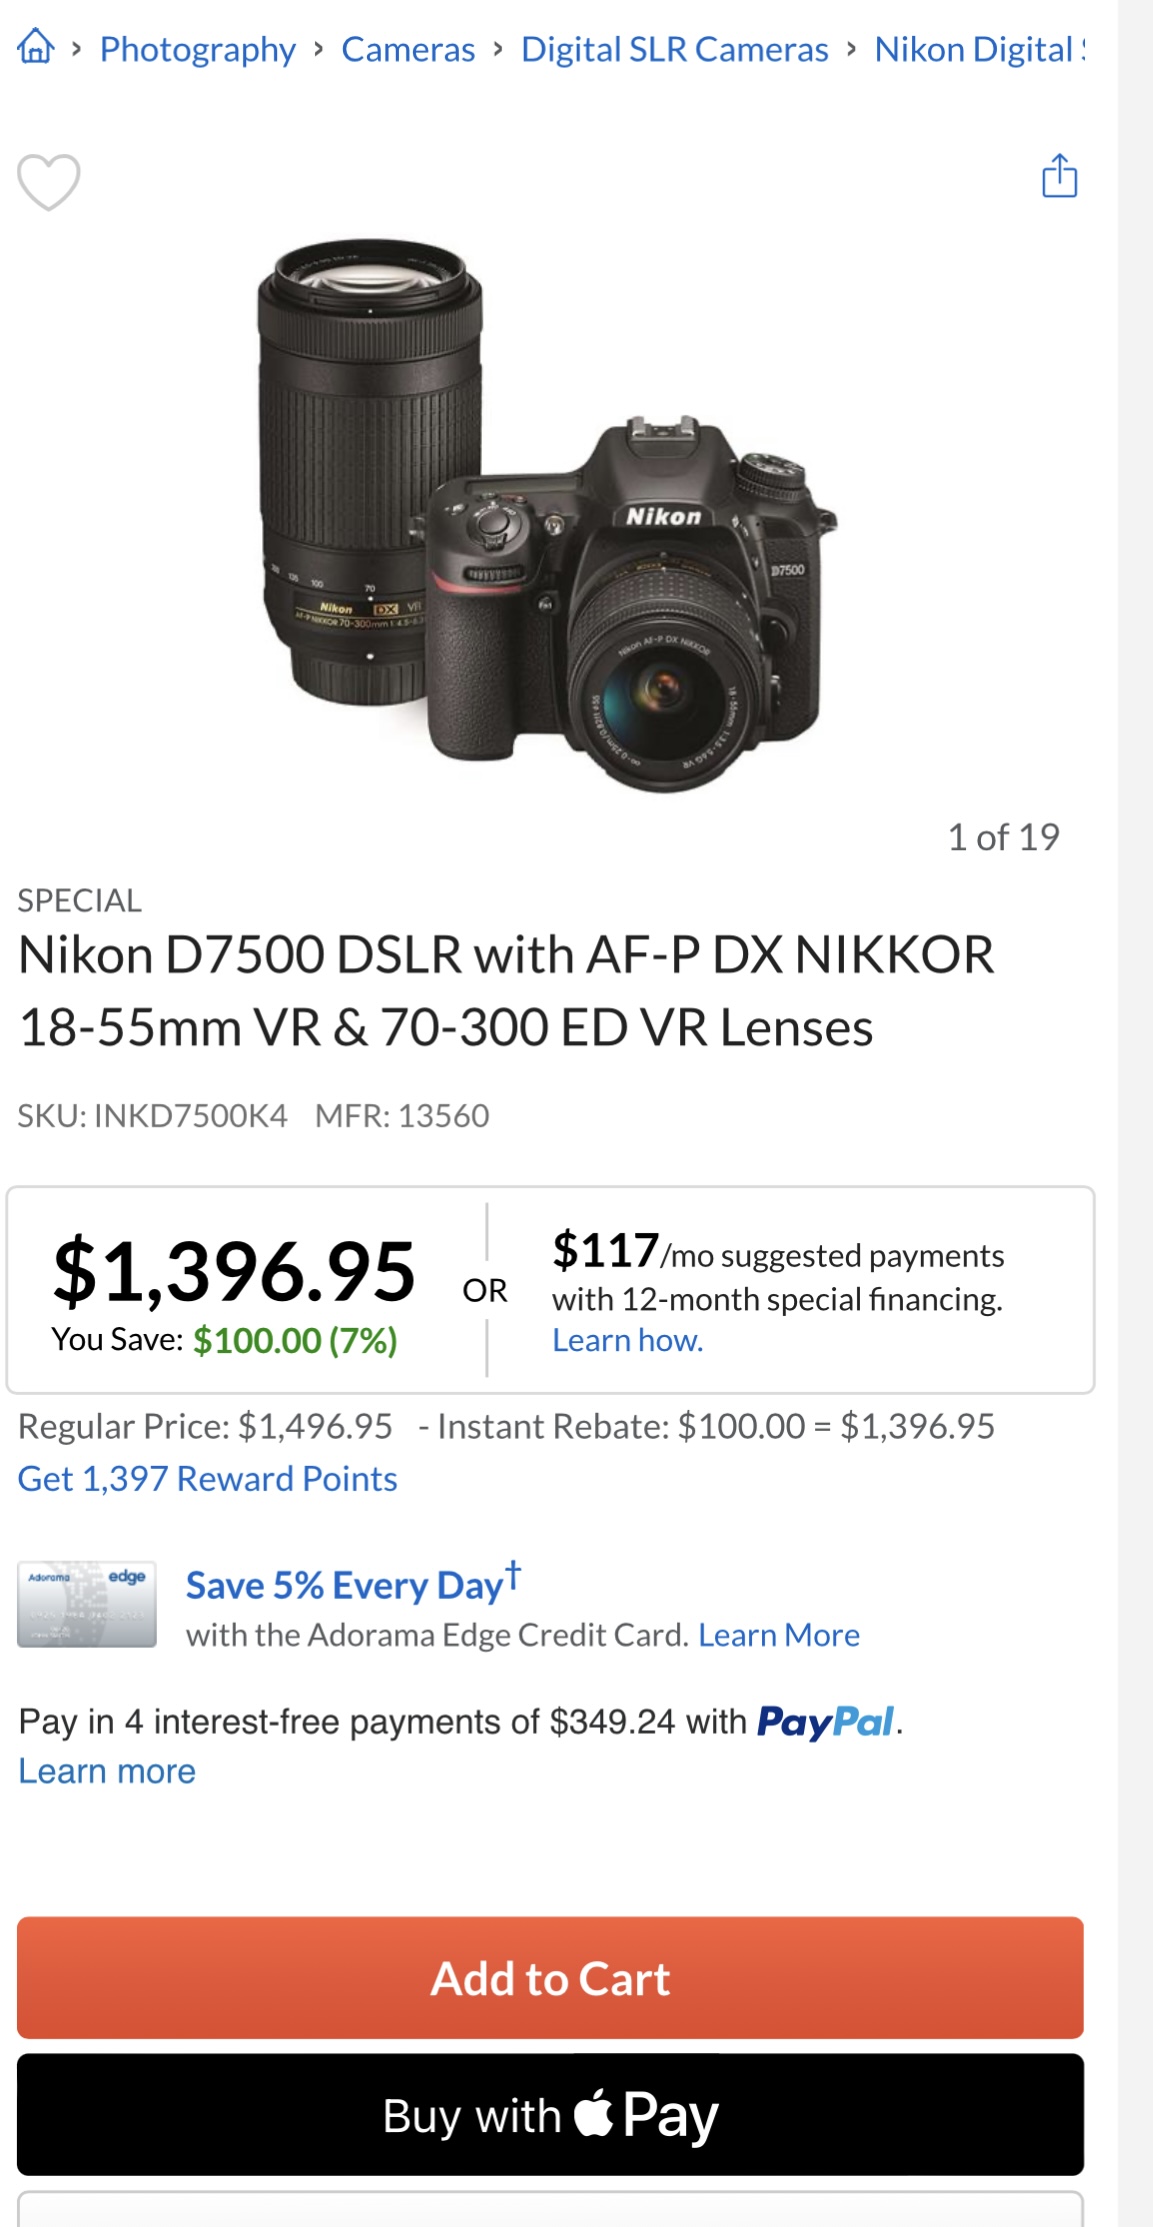 Photography › Cameras › Digital SLR Cameras › Nikon Digital
Nikon
D7500
100
70
Nikon DX VR
AF-P NIKKOR 70-300mm 1:4.5-6.3
Nikon AF-P DX NIKKOR
18-55mm 1:3.5-5.6G VR
1 of 19
SPECIAL
Nikon D7500 DSLR with AF-P DX NIKKOR
18-55mm VR & 70-300 ED VR Lenses
SKU: INKD7500K4 MFR: 13560
$1,396.95
You Save: $100.00 (7%)
OR
$117/mo suggested payments
with 12-month special financing.
Learn how.
Regular Price: $1,496.95 - Instant Rebate: $100.00 = $1,396.95
Get 1,397 Reward Points
Adorama edge
Save 5% Every Day†
with the Adorama Edge Credit Card. Learn More
Pay in 4 interest-free payments of $349.24 with PayPal.
Learn more
Add to Cart
Buy with Pay